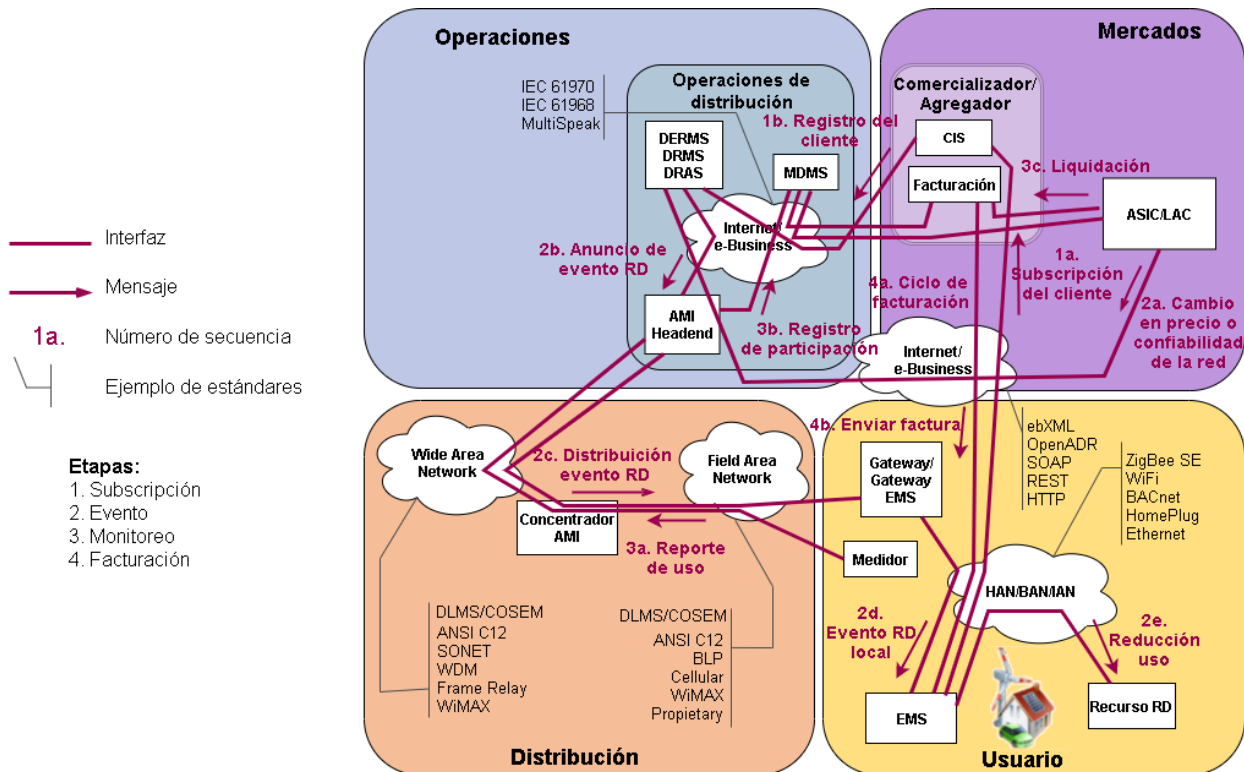 Operaciones
Mercados
IEC 61970
IEC 61968
MultiSpeak
Operaciones de
distribución
Comercializador/
Agregador
1b. Registro del
cliente
DERMS
DRMS
DRAS
MDMS
CIS
Facturación
3c. Liquidación
ASIC/LAC
Internet/
e-Business
2b. Anuncio de
evento RD
1a.
Subscripción
del cliente
4a. Ciclo de
facturación
2a. Cambio
en precio o
confiabilidad
de la red
AMI
Headend
3b. Registro
de participación
Internet/
e-Business
Interfaz
Mensaje
1a.
Número de secuencia
Ejemplo de estándares
Etapas:
1. Subscripción
2. Evento
3. Monitoreo
4. Facturación
Wide Area
Network
2c. Distribuición
evento RD
Field Area
Network
Concentrador
AMI
3a. Reporte
de uso
DLMS/COSEM
ANSI C12
SONET
WDM
Frame Relay
WiMAX
DLMS/COSEM
ANSI C12
BLP
Cellular
WiMAX
Propietary
Distribución
4b. Enviar factura
Gateway/
Gateway
EMS
Medidor
ebXML
OpenADR
SOAP
REST
HTTP
ZigBee SE
WiFi
BACnet
HomePlug
Ethernet
HAN/BAN/IAN
2d.
Evento RD
local
2e.
Reducción
uso
EMS
Recurso RD
Usuario